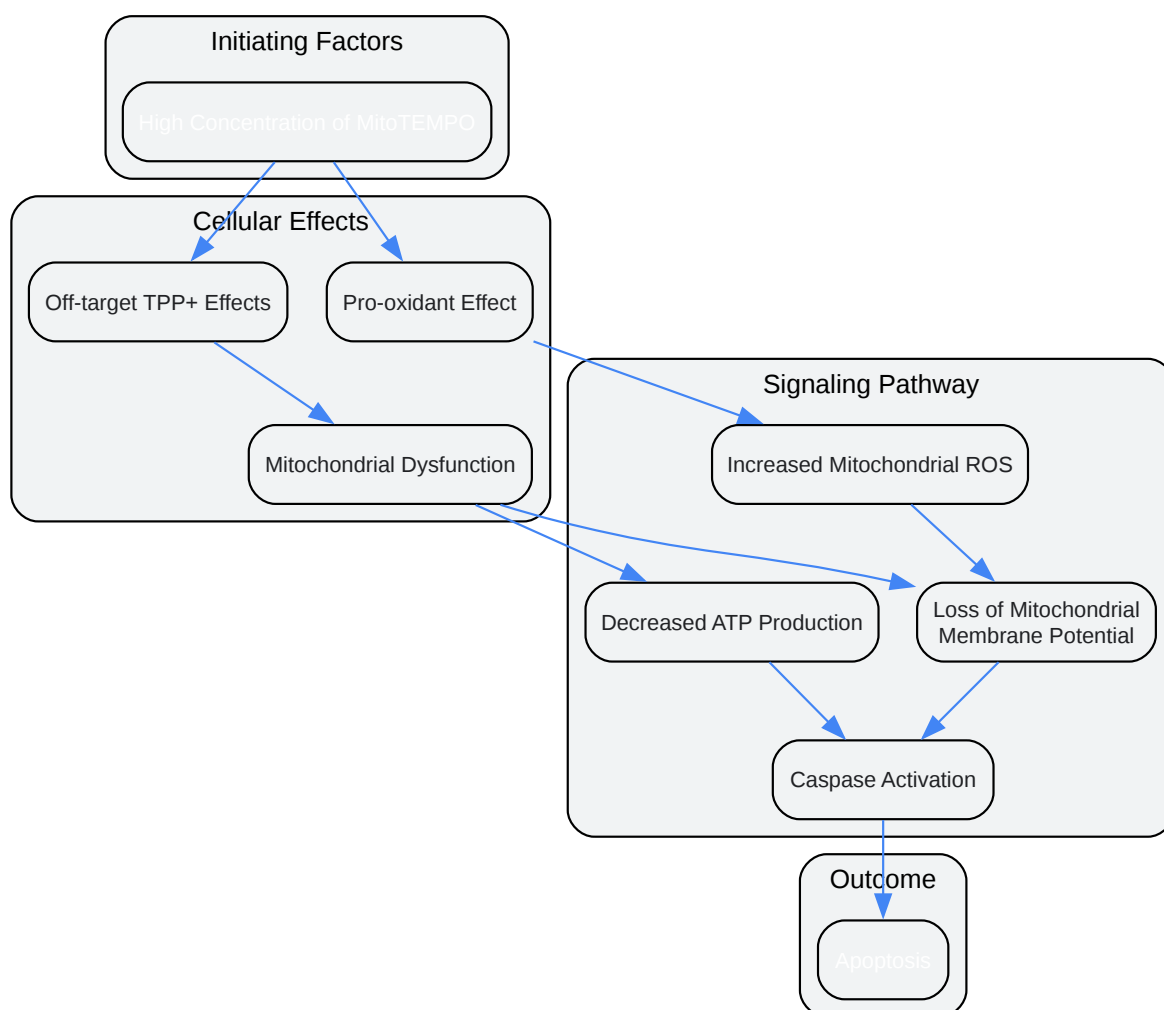 Initiating Factors
High Concentration of MitoTEMPO
Cellular Effects
Off-target TPP+ Effects
Pro-oxidant Effect
Mitochondrial Dysfunction
Signaling Pathway
Increased Mitochondrial ROS
Decreased ATP Production
Loss of Mitochondrial
Membrane Potential
Caspase Activation
Outcome
Apoptosis